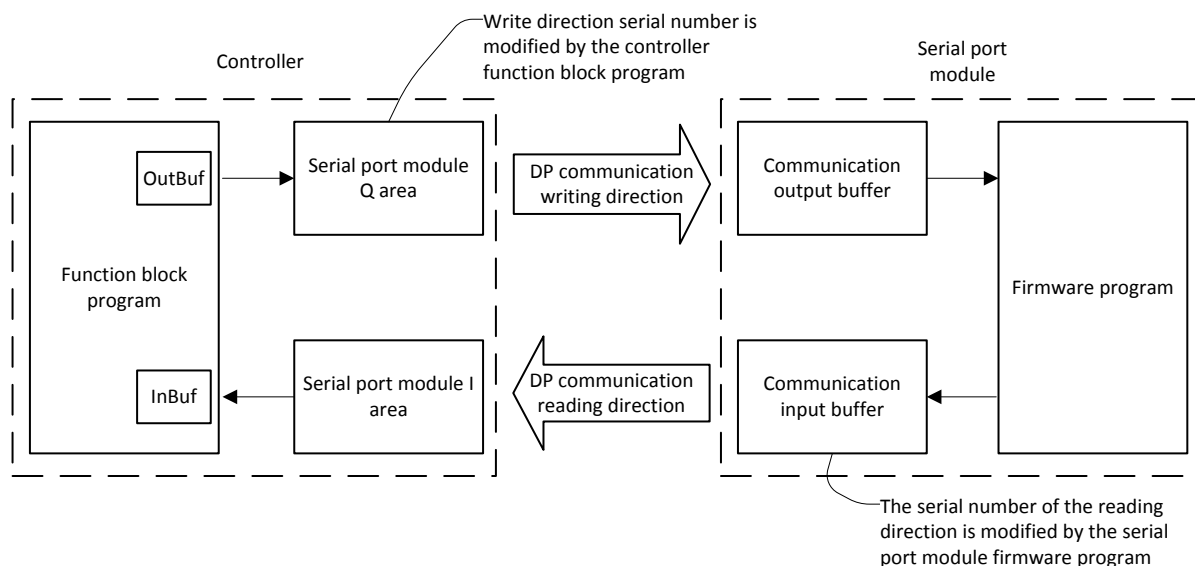 Write direction serial number is
modified by the controller
function block program
Controller
Serial port
module
OutBuf
Serial port module
Q area
DP communication
writing direction
Communication
output buffer
Function block
program
Firmware program
InBuf
Serial port module I
area
DP communication
reading direction
Communication
input buffer
The serial number of the reading
direction is modified by the serial
port module firmware program